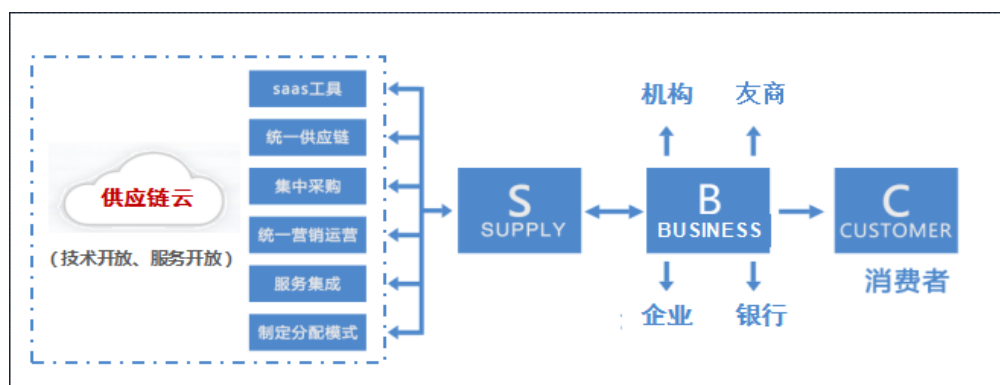 供应链云
(技术开放、服务开放)
saas工具
统一供应链
集中采购
统一营销运营
服务集成
制定分配模式
S
SUPPLY
机构
友商
B
BUSINESS
企业
银行
C
CUSTOMER
消费者